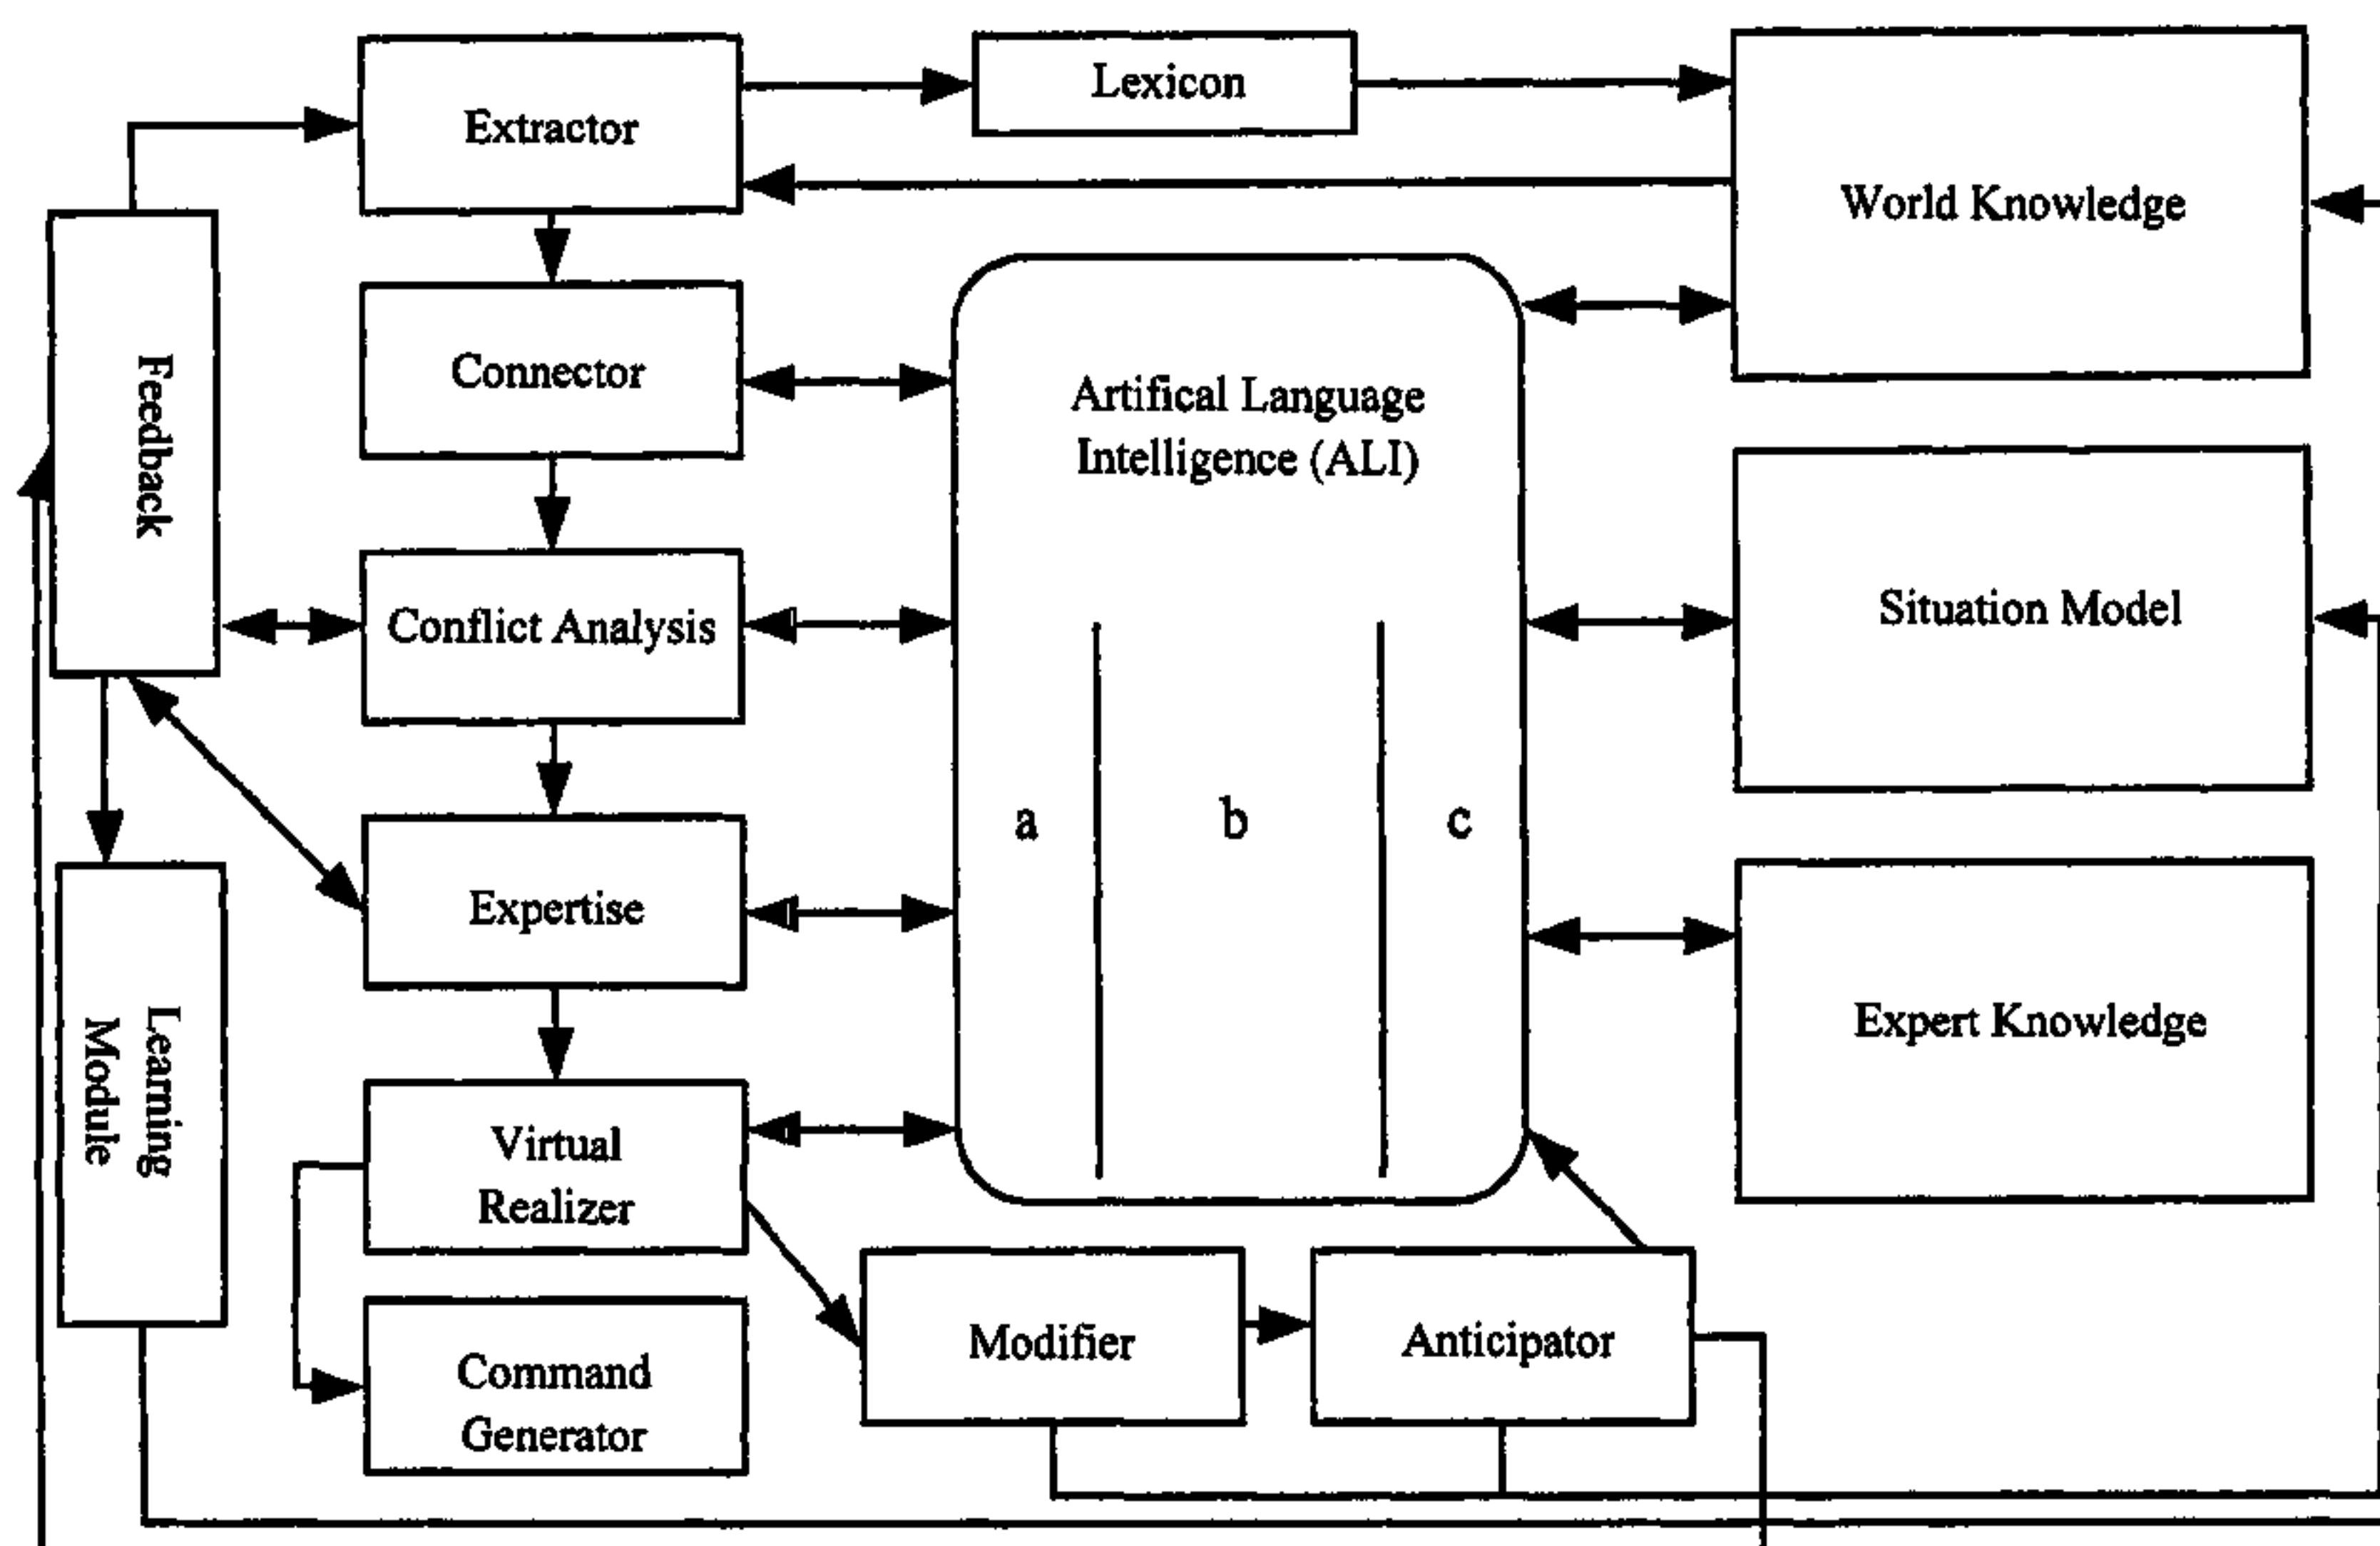 Extractor
Lexicon
World Knowledge
Feedback
Connector
Artifical Language
Intelligence (ALI)
Conflict Analysis
Situation Model
a
b
c
Expertise
Expert Knowledge
Learning
Module
Virtual
Realizer
Modifier
Anticipator
Command
Generator